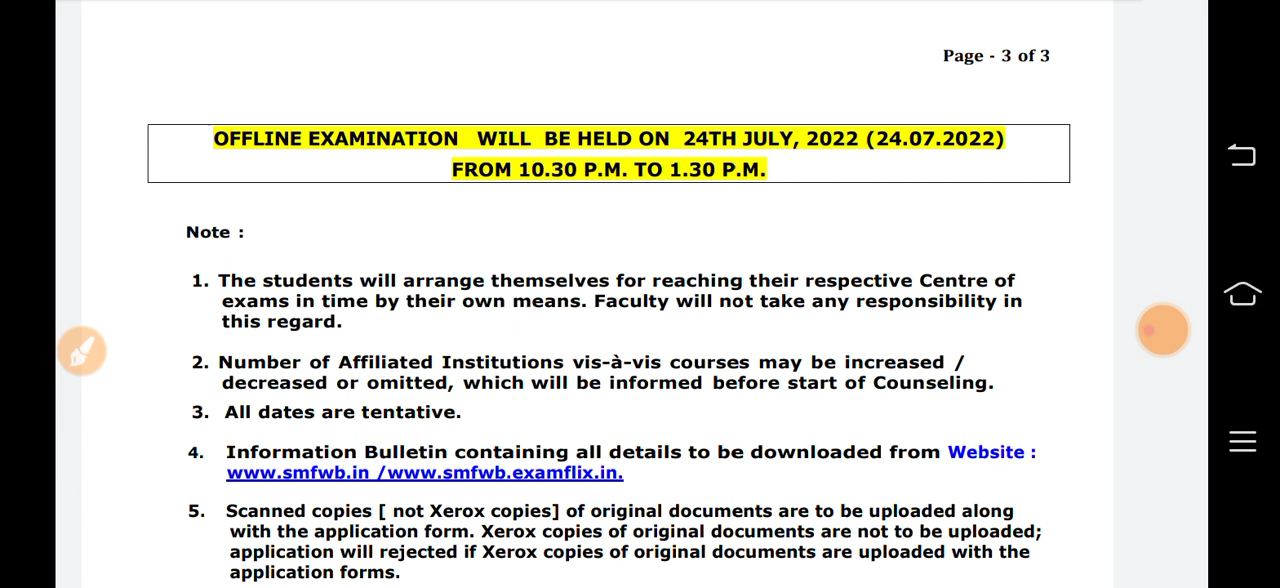 Page - 3 of 3
OFFLINE EXAMINATION WILL BE HELD ON 24TH JULY, 2022 (24.07.2022)
FROM 10.30 P.M. TO 1.30 P.M.
Note :
1. The students will arrange themselves for reaching their respective Centre of
exams in time by their own means. Faculty will not take any responsibility in
this regard.
2. Number of Affiliated Institutions vis-à-vis courses may be increased /
decreased or omitted, which will be informed before start of Counseling.
3. All dates are tentative.
4. Information Bulletin containing all details to be downloaded from Website :
www.smfwb.in /www.smfwb.examflix.in.
5. Scanned copies [ not Xerox copies] of original documents are to be uploaded along
with the application form. Xerox copies of original documents are not to be uploaded;
application will rejected if Xerox copies of original documents are uploaded with the
application forms.